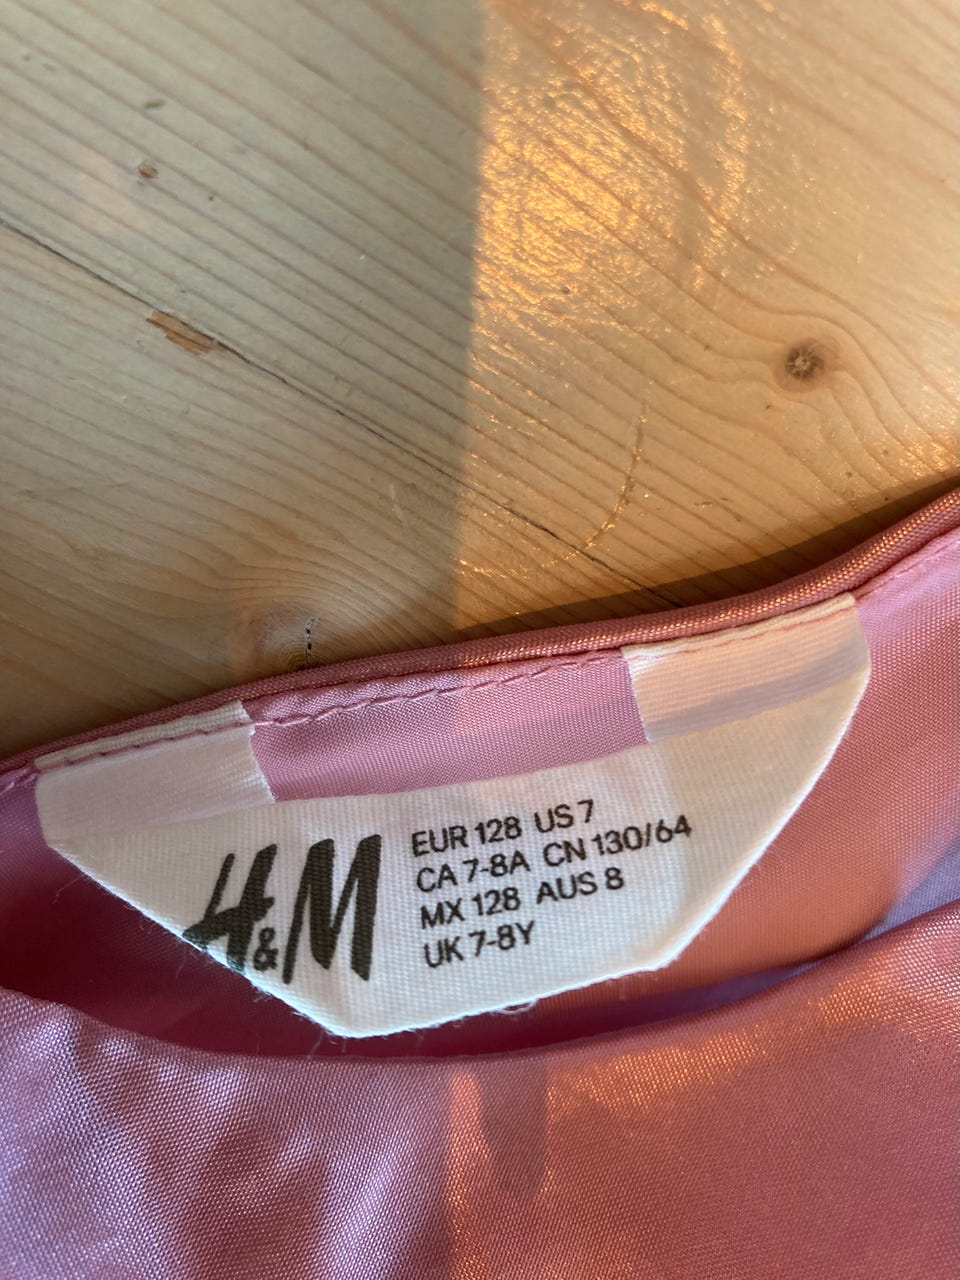 H&M
EUR 128 US 7
CA 7-8A CN 130/64
MX 128 AUS 8
UK 7-8Y